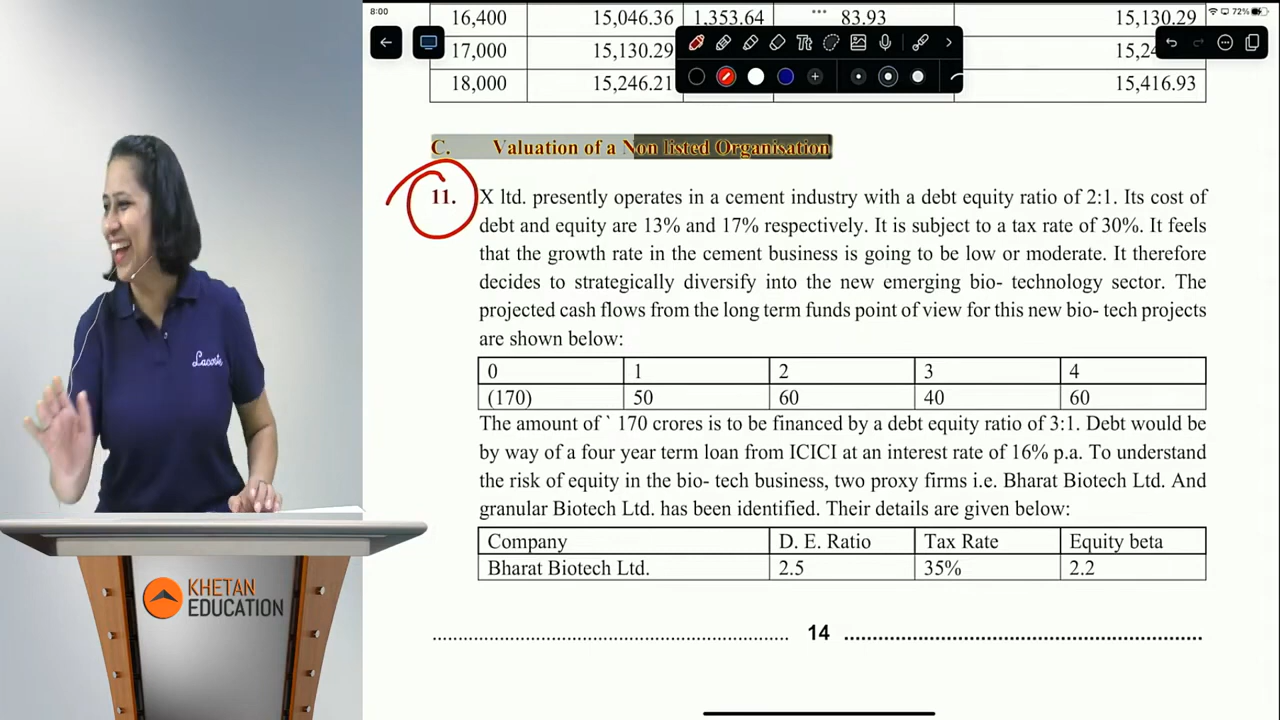 8:00
72%
16,400 15,046.36 1,353.64 83.93 15,130.29
17,000 15,130.29
18,000 15,246.21 15,416.93
C. Valuation of a Non listed Organisation
11. X ltd. presently operates in a cement industry with a debt equity ratio of 2:1. Its cost of
debt and equity are 13% and 17% respectively. It is subject to a tax rate of 30%. It feels
that the growth rate in the cement business is going to be low or moderate. It therefore
decides to strategically diversify into the new emerging bio- technology sector. The
projected cash flows from the long term funds point of view for this new bio- tech projects
are shown below:
0 1 2 3 4
(170) 50 60 40 60
The amount of ` 170 crores is to be financed by a debt equity ratio of 3:1. Debt would be
by way of a four year term loan from ICICI at an interest rate of 16% p.a. To understand
the risk of equity in the bio- tech business, two proxy firms i.e. Bharat Biotech Ltd. And
granular Biotech Ltd. has been identified. Their details are given below:
Company D. E. Ratio Tax Rate Equity beta
Bharat Biotech Ltd. 2.5 35% 2.2
14
Lacoste
KHETAN
EDUCATION